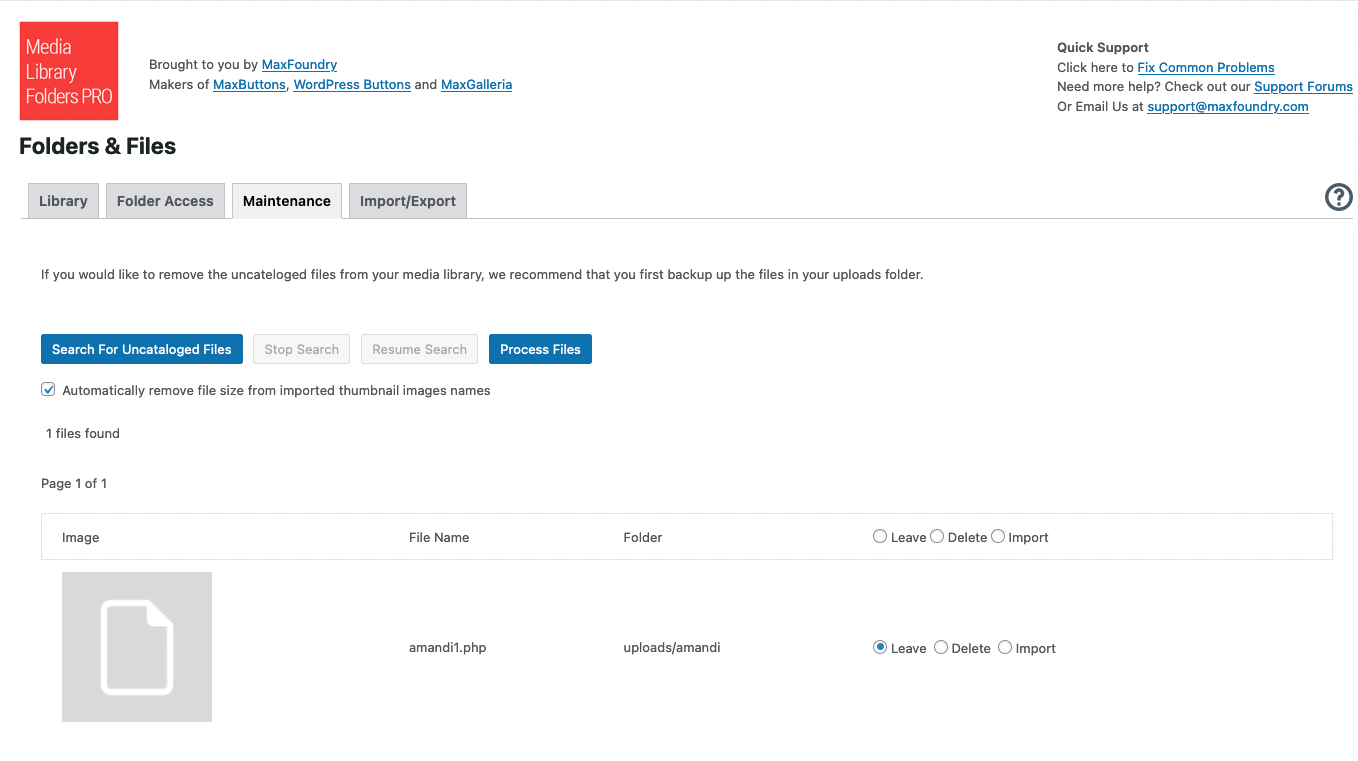 Media
Library
Folders PRO
Brought to you by MaxFoundry
Makers of MaxButtons, WordPress Buttons and MaxGalleria
Quick Support
Click here to Fix Common Problems
Need more help? Check out our Support Forums
Or Email Us at support@maxfoundry.com
Folders & Files
Library Folder Access Maintenance Import/Export ?
If you would like to remove the uncateloged files from your media library, we recommend that you first backup up the files in your uploads folder.
Search For Uncataloged Files Stop Search Resume Search Process Files
Automatically remove file size from imported thumbnail images names
1 files found
Page 1 of 1
Image File Name Folder Leave Delete Import
amandi1.php uploads/amandi Leave Delete Import